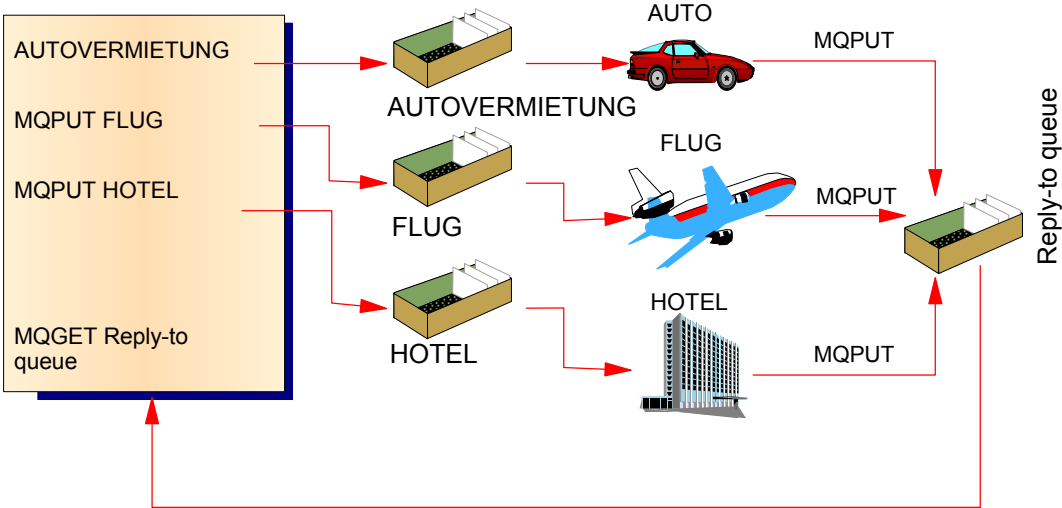 AUTOVERMIETUNG
MQPUT FLUG
MQPUT HOTEL
MQGET Reply-to
queue
AUTOVERMIETUNG
FLUG
HOTEL
AUTO
FLUG
HOTEL
MQPUT
MQPUT
MQPUT
Reply-to queue